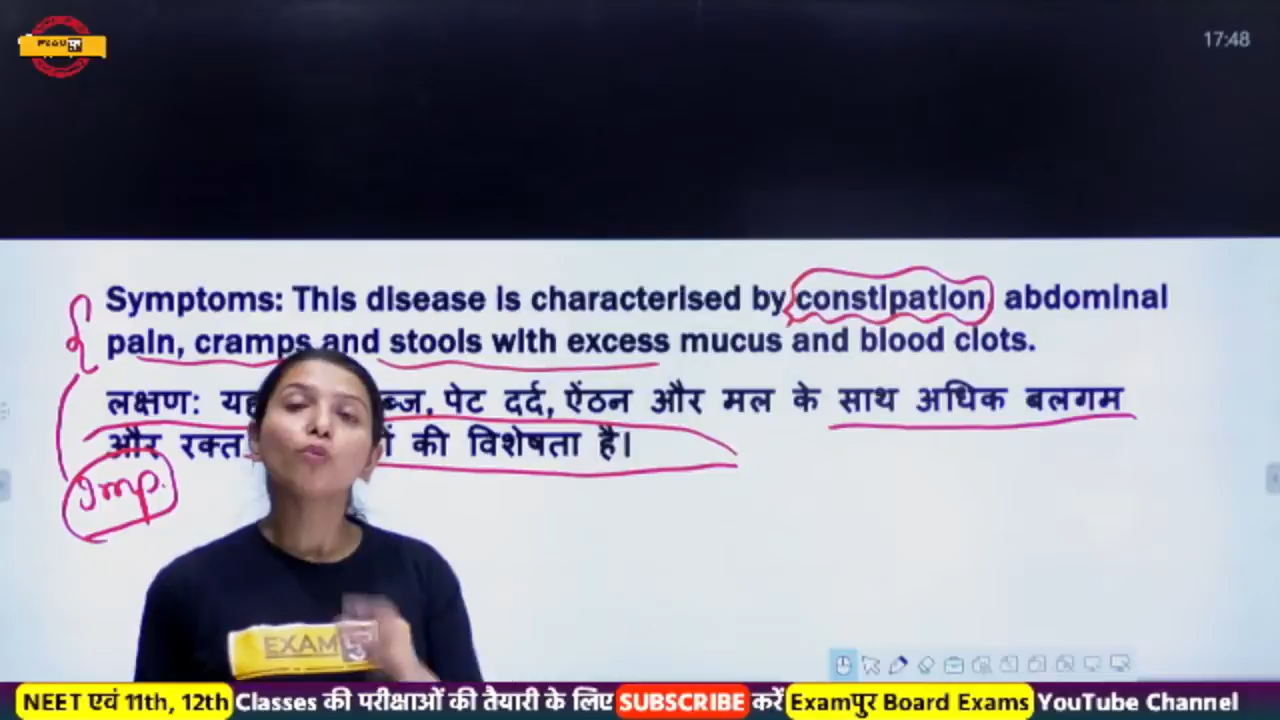 17:48
Symptoms: This disease is characterised by constipation abdominal
pain, cramps and stools with excess mucus and blood clots.
लक्षण: पेट दर्द, ऐंठन और मल के साथ अधिक बलगम
और रक्त की विशेषता है।
Imp.
EXAM
NEET एवं 11th, 12th Classes की परीक्षाओं की तैयारी के लिए SUBSCRIBE करें Examपुर Board Exams YouTube Channel